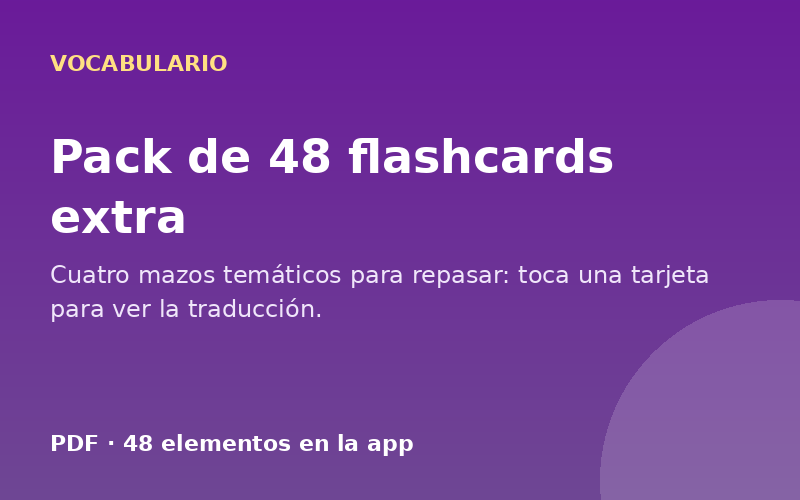 VOCABULARIO
Pack de 48 flashcards
extra
Cuatro mazos temáticos para repasar: toca una tarjeta
para ver la traducción.
PDF · 48 elementos en la app